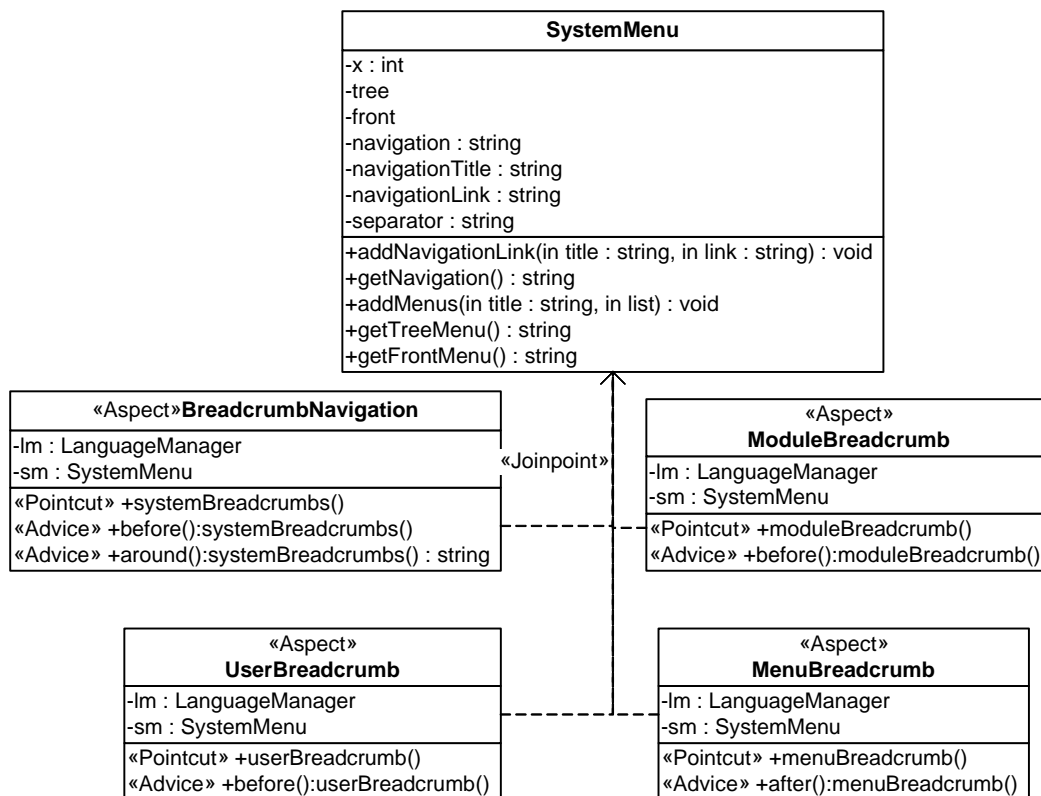 SystemMenu
-x : int
-tree
-front
-navigation : string
-navigationTitle : string
-navigationLink : string
-separator : string
+addNavigationLink(in title : string, in link : string) : void
+getNavigation() : string
+addMenus(in title : string, in list) : void
+getTreeMenu() : string
+getFrontMenu() : string
«Aspect»BreadcrumbNavigation
-lm : LanguageManager
-sm : SystemMenu
«Pointcut» +systemBreadcrumbs()
«Advice» +before():systemBreadcrumbs()
«Advice» +around():systemBreadcrumbs() : string
«Joinpoint»
«Aspect»
ModuleBreadcrumb
-lm : LanguageManager
-sm : SystemMenu
«Pointcut» +moduleBreadcrumb()
«Advice» +before():moduleBreadcrumb()
«Aspect»
UserBreadcrumb
-lm : LanguageManager
-sm : SystemMenu
«Pointcut» +userBreadcrumb()
«Advice» +before():userBreadcrumb()
«Aspect»
MenuBreadcrumb
-lm : LanguageManager
-sm : SystemMenu
«Pointcut» +menuBreadcrumb()
«Advice» +after():menuBreadcrumb()